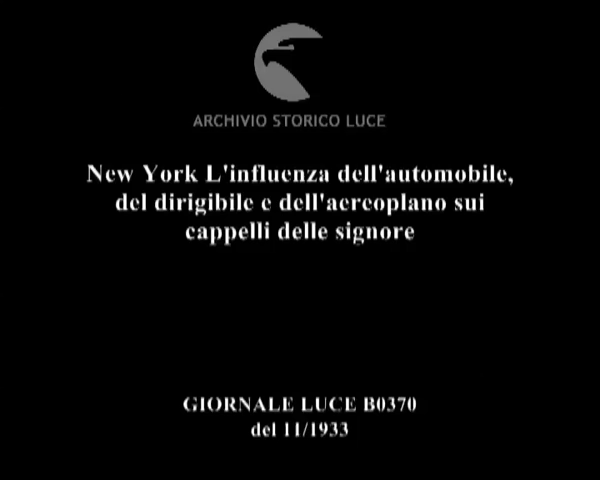 ARCHIVIO STORICO LUCE
New York L'influenza dell'automobile,
del dirigibile e dell'aereoplano sui
cappelli delle signore
GIORNALE LUCE B0370
del 11/1933